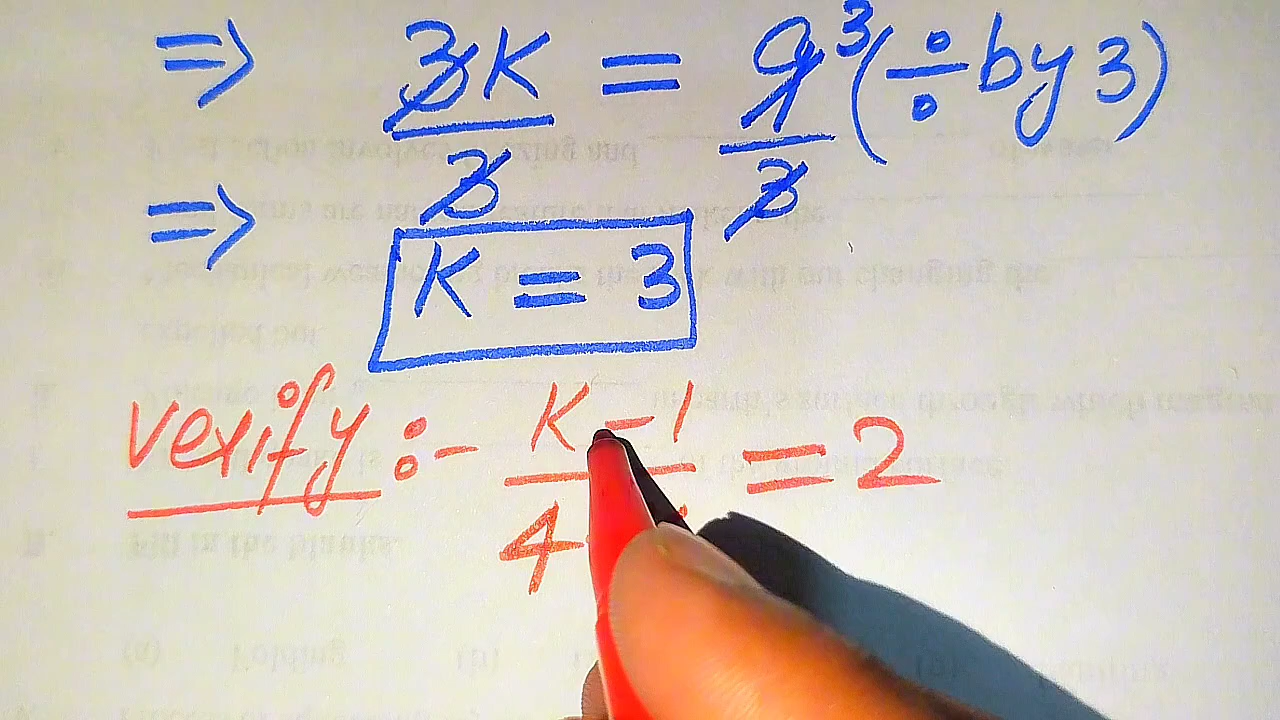 => 3K/3 = 9³/3 (÷ by 3)
=> K = 3
verify :- K-1/4 = 2